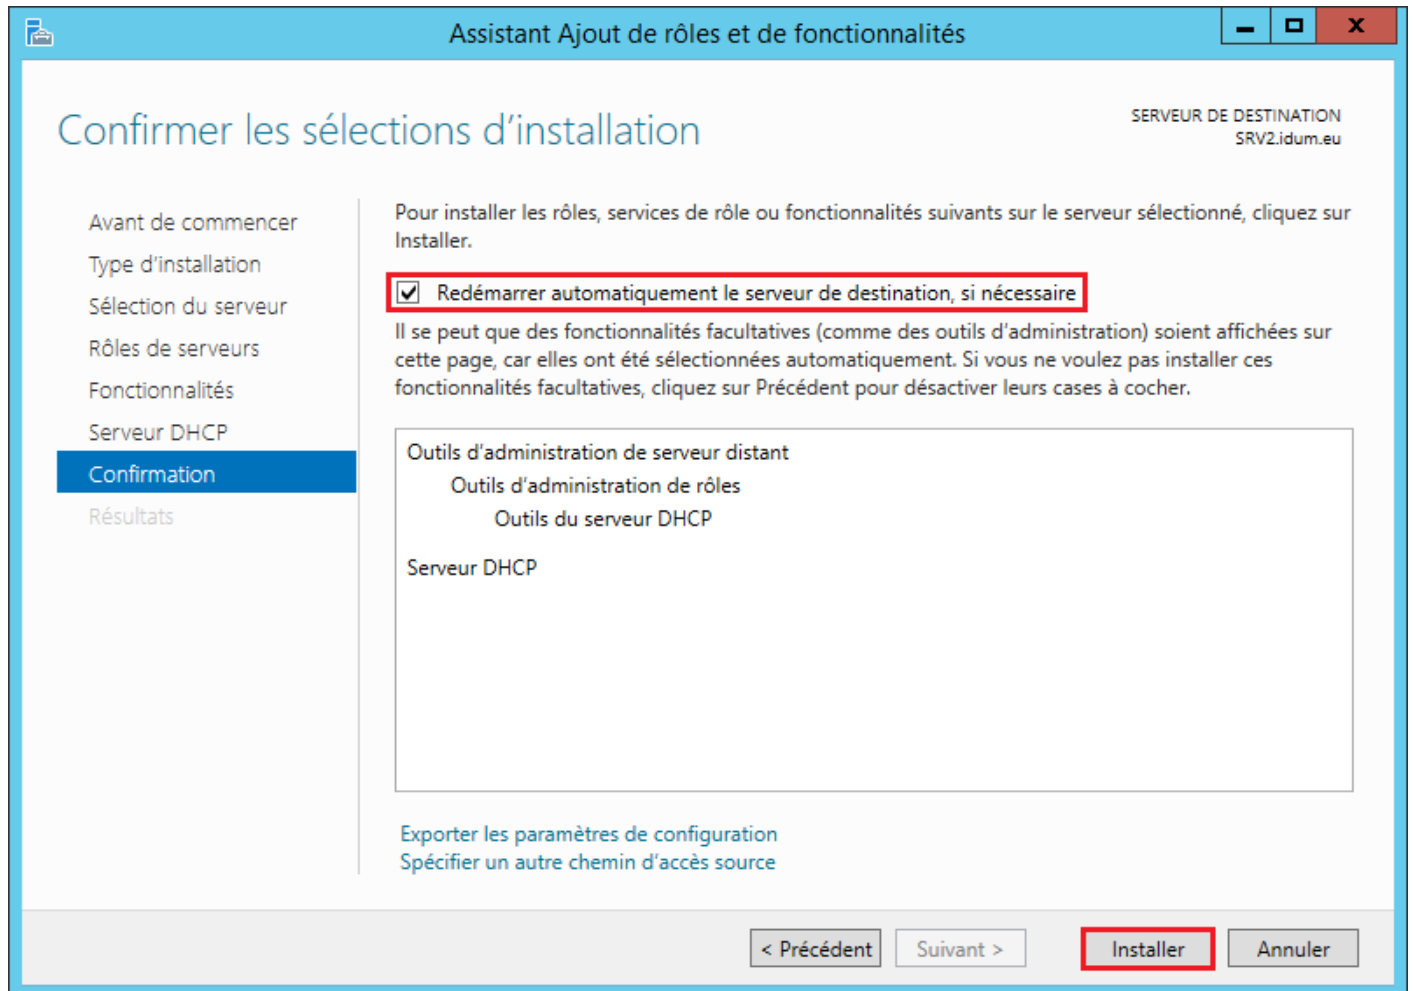 Assistant Ajout de rôles et de fonctionnalités
Confirmer les sélections d'installation
SERVEUR DE DESTINATION
SRV2.idum.eu
Avant de commencer
Type d'installation
Sélection du serveur
Rôles de serveurs
Fonctionnalités
Serveur DHCP
Confirmation
Résultats
Pour installer les rôles, services de rôle ou fonctionnalités suivants sur le serveur sélectionné, cliquez sur
Installer.
Redémarrer automatiquement le serveur de destination, si nécessaire
Il se peut que des fonctionnalités facultatives (comme des outils d'administration) soient affichées sur
cette page, car elles ont été sélectionnées automatiquement. Si vous ne voulez pas installer ces
fonctionnalités facultatives, cliquez sur Précédent pour désactiver leurs cases à cocher.
Outils d'administration de serveur distant
Outils d'administration de rôles
Outils du serveur DHCP
Serveur DHCP
Exporter les paramètres de configuration
Spécifier un autre chemin d'accès source
< Précédent
Suivant >
Installer
Annuler